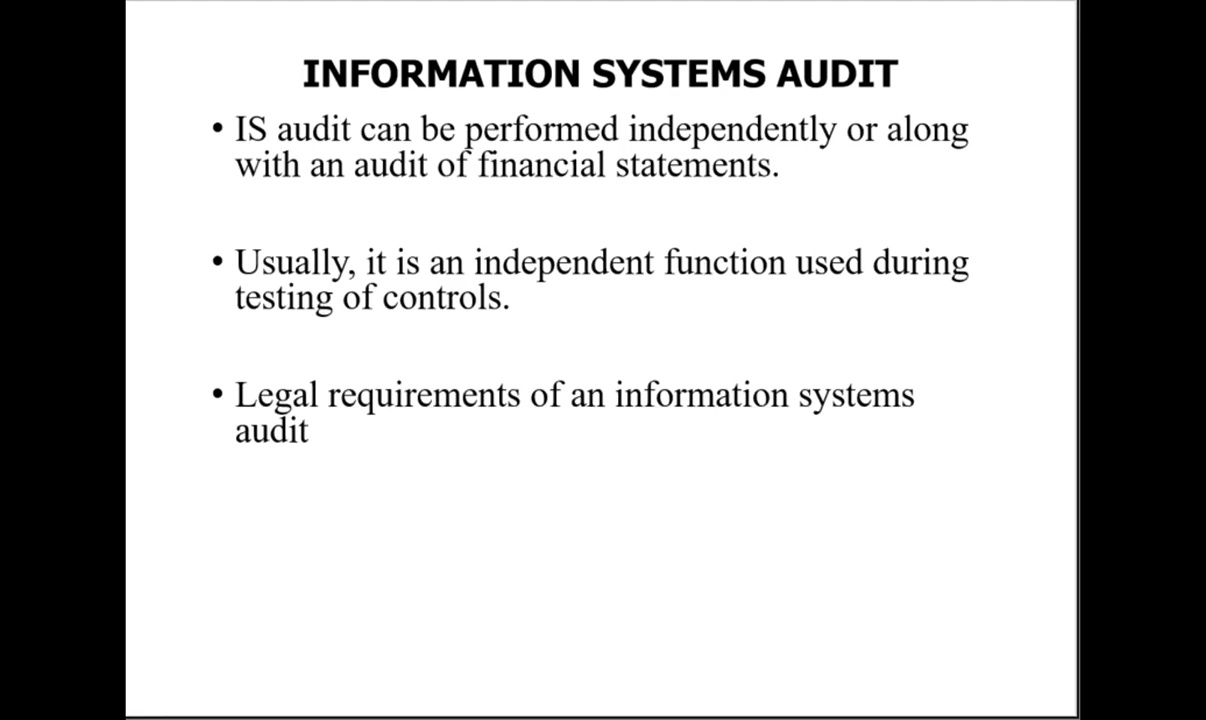 INFORMATION SYSTEMS AUDIT
• IS audit can be performed independently or along
with an audit of financial statements.
• Usually, it is an independent function used during
testing of controls.
• Legal requirements of an information systems
audit